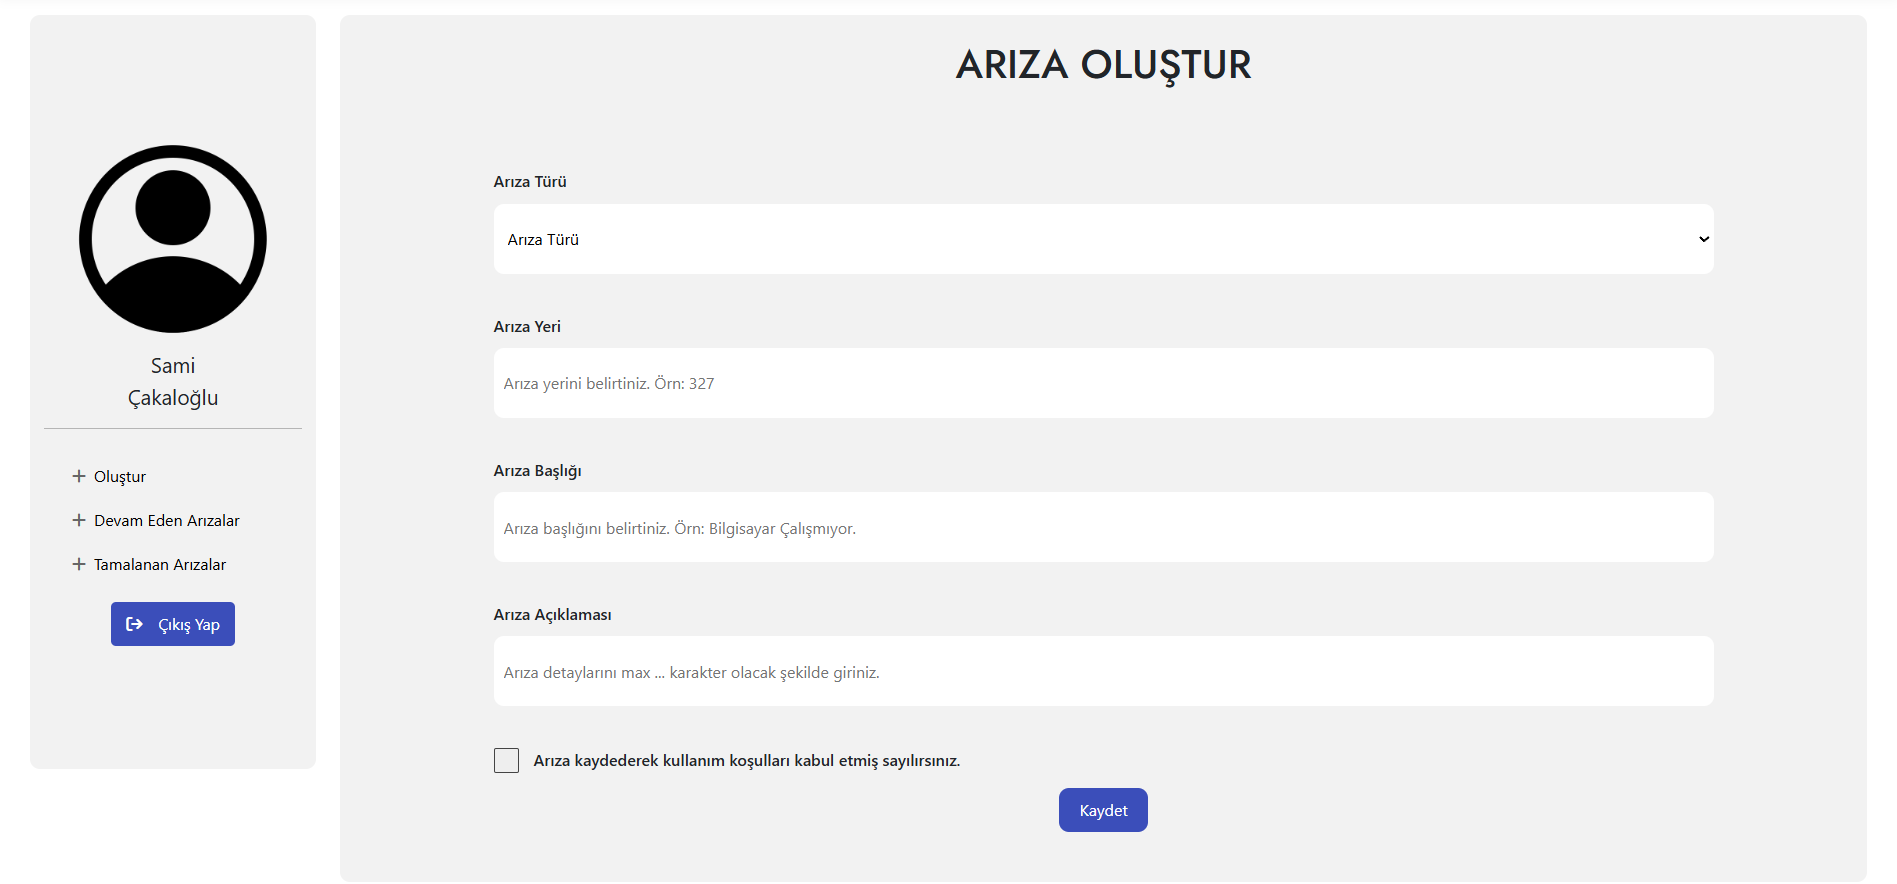 Sami
Çakaloğlu
Oluştur
Devam Eden Arızalar
Tamalanan Arızalar
Çıkış Yap
ARIZA OLUŞTUR
Arıza Türü
Arıza Türü
Arıza Yeri
Arıza yerini belirtiniz. Örn: 327
Arıza Başlığı
Arıza başlığını belirtiniz. Örn: Bilgisayar Çalışmıyor.
Arıza Açıklaması
Arıza detaylarını max ... karakter olacak şekilde giriniz.
Arıza kaydederek kullanım koşulları kabul etmiş sayılırsınız.
Kaydet